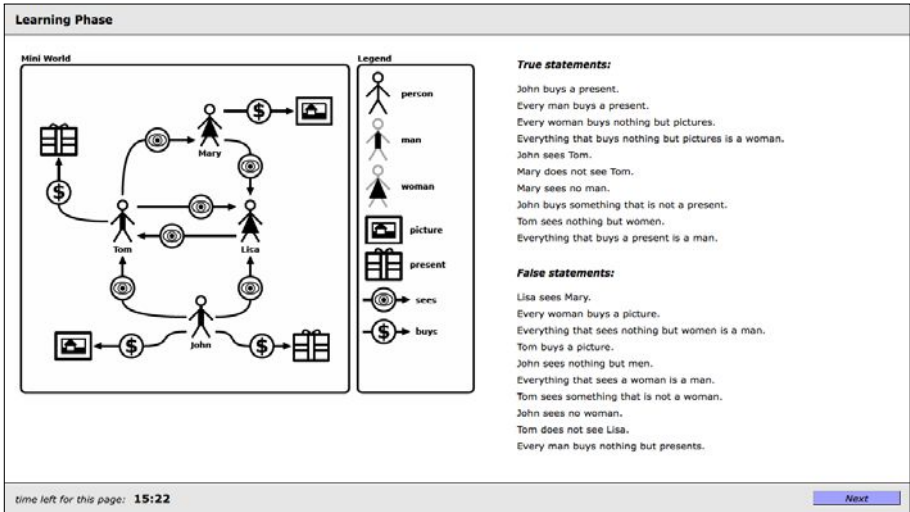 Learning Phase
Mini World
Mary
Tom
Lisa
John
$
$
$
$
Legend
person
man
woman
picture
present
sees
$ buys
True statements:
John buys a present.
Every man buys a present.
Every woman buys nothing but pictures.
Everything that buys nothing but pictures is a woman.
John sees Tom.
Mary does not see Tom.
Mary sees no man.
John buys something that is not a present.
Tom sees nothing but women.
Everything that buys a present is a man.
False statements:
Lisa sees Mary.
Every woman buys a picture.
Everything that sees nothing but women is a man.
Tom buys a picture.
John sees nothing but men.
Everything that sees a woman is a man.
Tom sees something that is not a woman.
John sees no woman.
Tom does not see Lisa.
Every man buys nothing but presents.
time left for this page: 15:22
Next